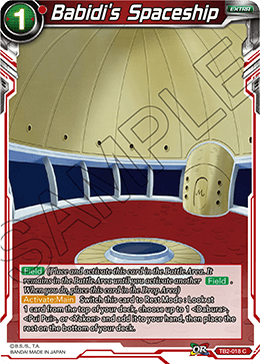 1
Babidi's Spaceship
EXTRA
SAMPLE
M
Field (Place and activate this card in the Battle Area. It
remains in the Battle Area until you activate another Field.
When you do, place this card in the Drop Area)
Activate:Main Switch this card to Rest Mode : Look at
1 card from the top of your deck, choose up to 1 <Dabura>,
<Pui Pui>, or <Yakon> and add it to your hand, then place the
rest on the bottom of your deck.
©B.S./S., T.A.
BANDAI MADE IN JAPAN
TB2-018 C